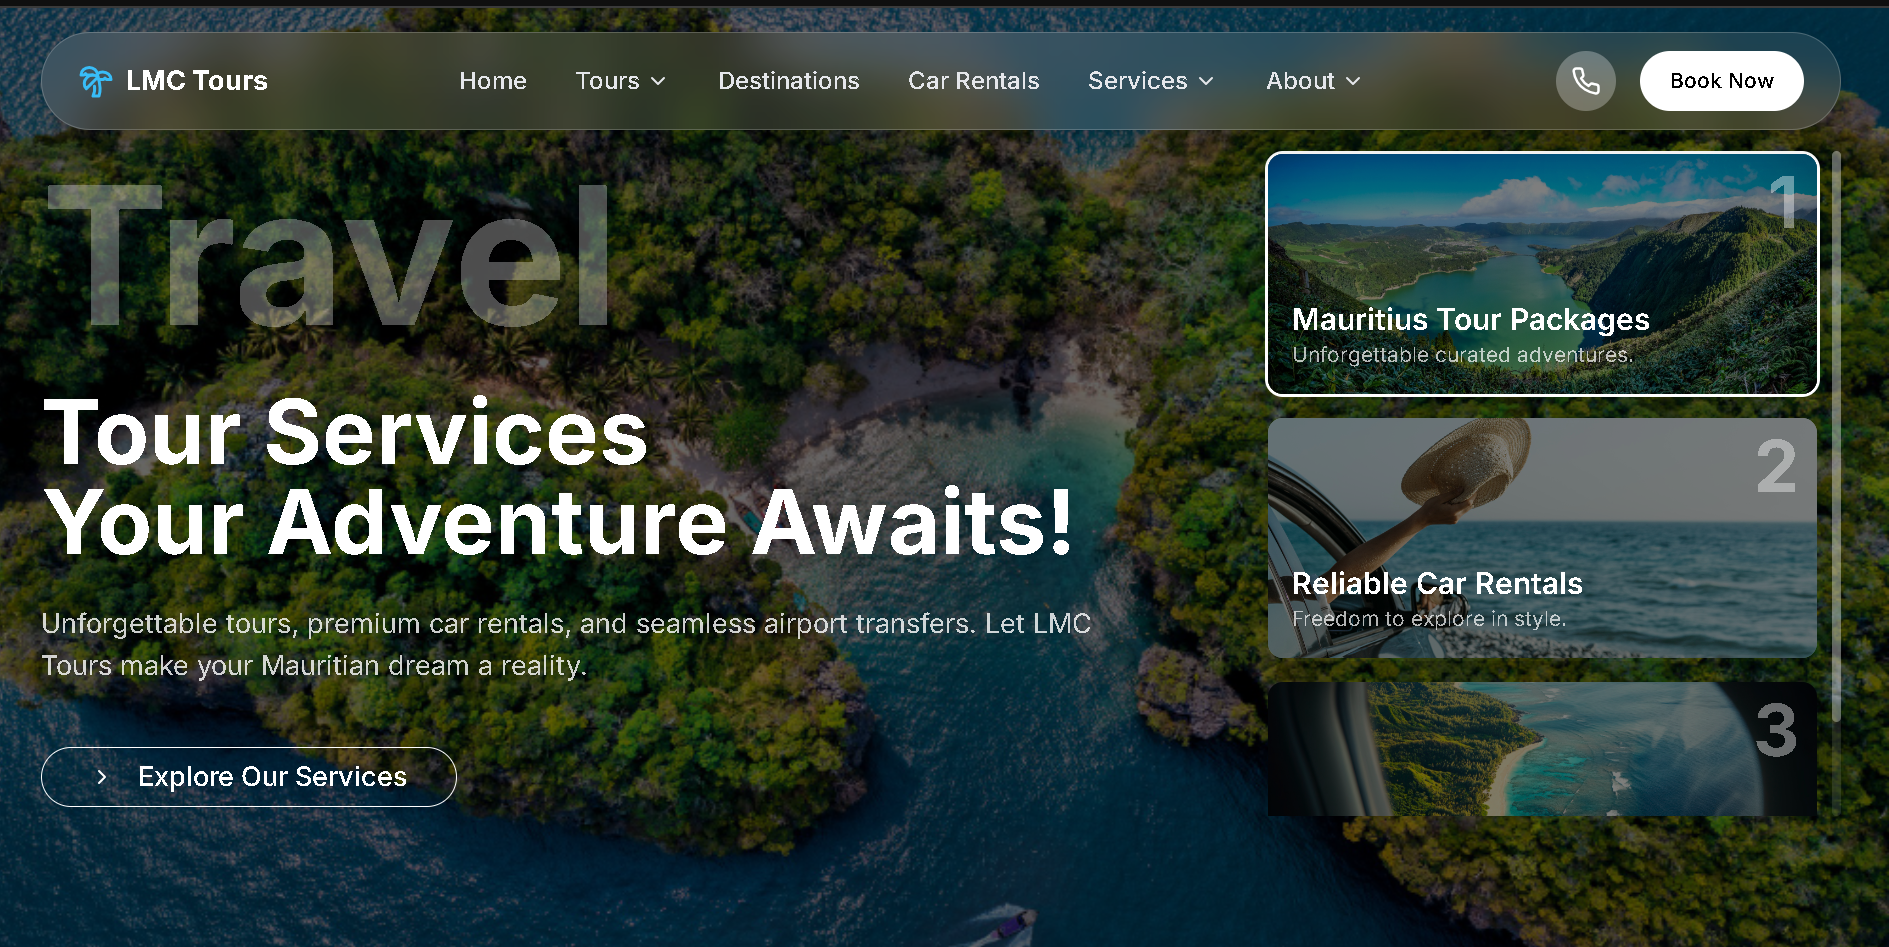 LMC Tours
Home
Tours
Destinations
Car Rentals
Services
About
Book Now
Travel
Tour Services
Your Adventure Awaits!
Unforgettable tours, premium car rentals, and seamless airport transfers. Let LMC
Tours make your Mauritian dream a reality.
Explore Our Services
1
Mauritius Tour Packages
Unforgettable curated adventures.
2
Reliable Car Rentals
Freedom to explore in style.
3